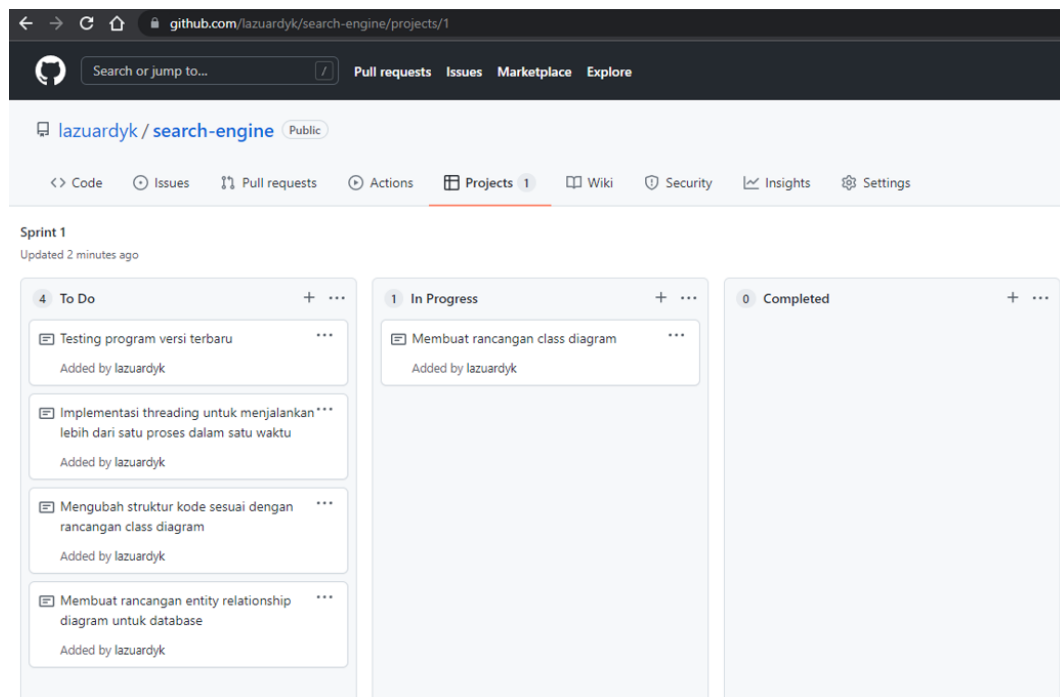 github.com/lazuardyk/search-engine/projects/1
Search or jump to... /
Pull requests Issues Marketplace Explore
lazuardyk / search-engine Public
<> Code Issues Pull requests Actions Projects 1 Wiki Security Insights Settings
Sprint 1
Updated 2 minutes ago
4 To Do
Testing program versi terbaru
Added by lazuardyk
Implementasi threading untuk menjalankan
lebih dari satu proses dalam satu waktu
Added by lazuardyk
Mengubah struktur kode sesuai dengan
rancangan class diagram
Added by lazuardyk
Membuat rancangan entity relationship
diagram untuk database
Added by lazuardyk
1 In Progress
Membuat rancangan class diagram
Added by lazuardyk
0 Completed